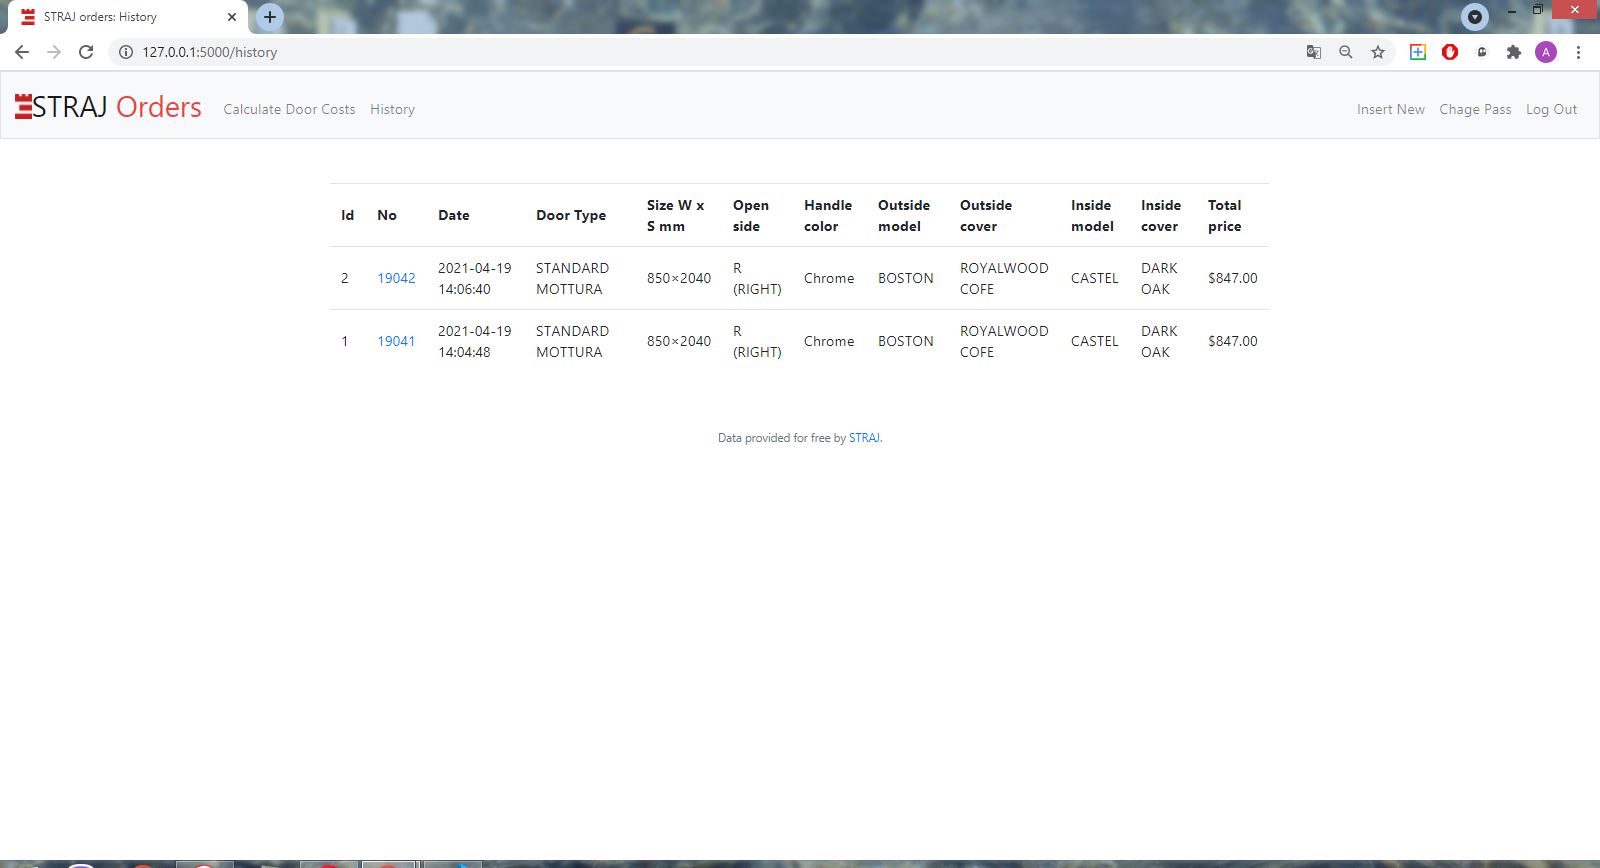 STRAJ orders: History
127.0.0.1:5000/history
A
STRAJ Orders Calculate Door Costs History Insert New Chage Pass Log Out
Id No Date Door Type Size W x S mm Open side Handle color Outside model Outside cover Inside model Inside cover Total price
2 19042 2021-04-19 14:06:40 STANDARD MOTTURA 850×2040 R (RIGHT) Chrome BOSTON ROYALWOOD COFE CASTEL DARK OAK $847.00
1 19041 2021-04-19 14:04:48 STANDARD MOTTURA 850×2040 R (RIGHT) Chrome BOSTON ROYALWOOD COFE CASTEL DARK OAK $847.00
Data provided for free by STRAJ.